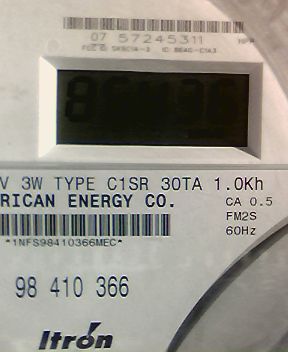 07 57245311
V 3W TYPE C1SR 30TA 1.0Kh
RICAN ENERGY CO.
CA 0.5
FM2S
60Hz
*1NFS98410366MEC*
98 410 366
Itrón